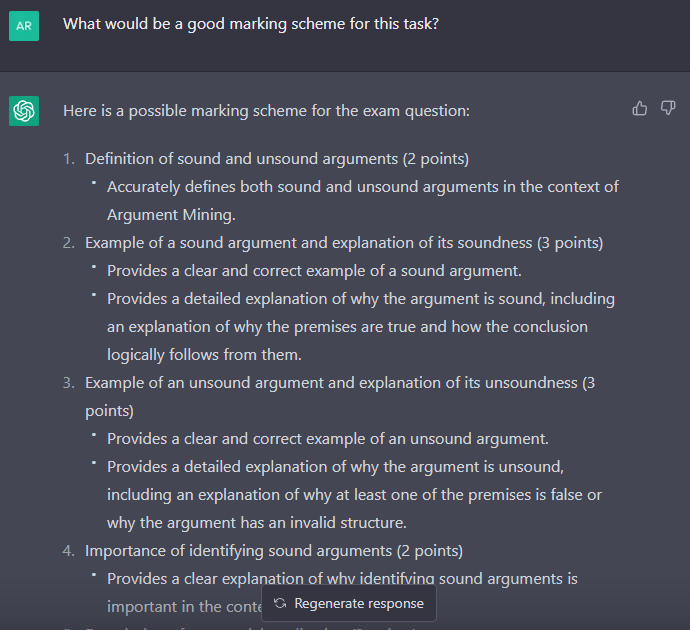 AR
What would be a good marking scheme for this task?
Here is a possible marking scheme for the exam question:
1. Definition of sound and unsound arguments (2 points)
• Accurately defines both sound and unsound arguments in the context of
Argument Mining.
2. Example of a sound argument and explanation of its soundness (3 points)
• Provides a clear and correct example of a sound argument.
• Provides a detailed explanation of why the argument is sound, including
an explanation of why the premises are true and how the conclusion
logically follows from them.
3. Example of an unsound argument and explanation of its unsoundness (3
points)
• Provides a clear and correct example of an unsound argument.
• Provides a detailed explanation of why the argument is unsound,
including an explanation of why at least one of the premises is false or
why the argument has an invalid structure.
4. Importance of identifying sound arguments (2 points)
• Provides a clear explanation of why identifying sound arguments is
important in the
Regenerate response